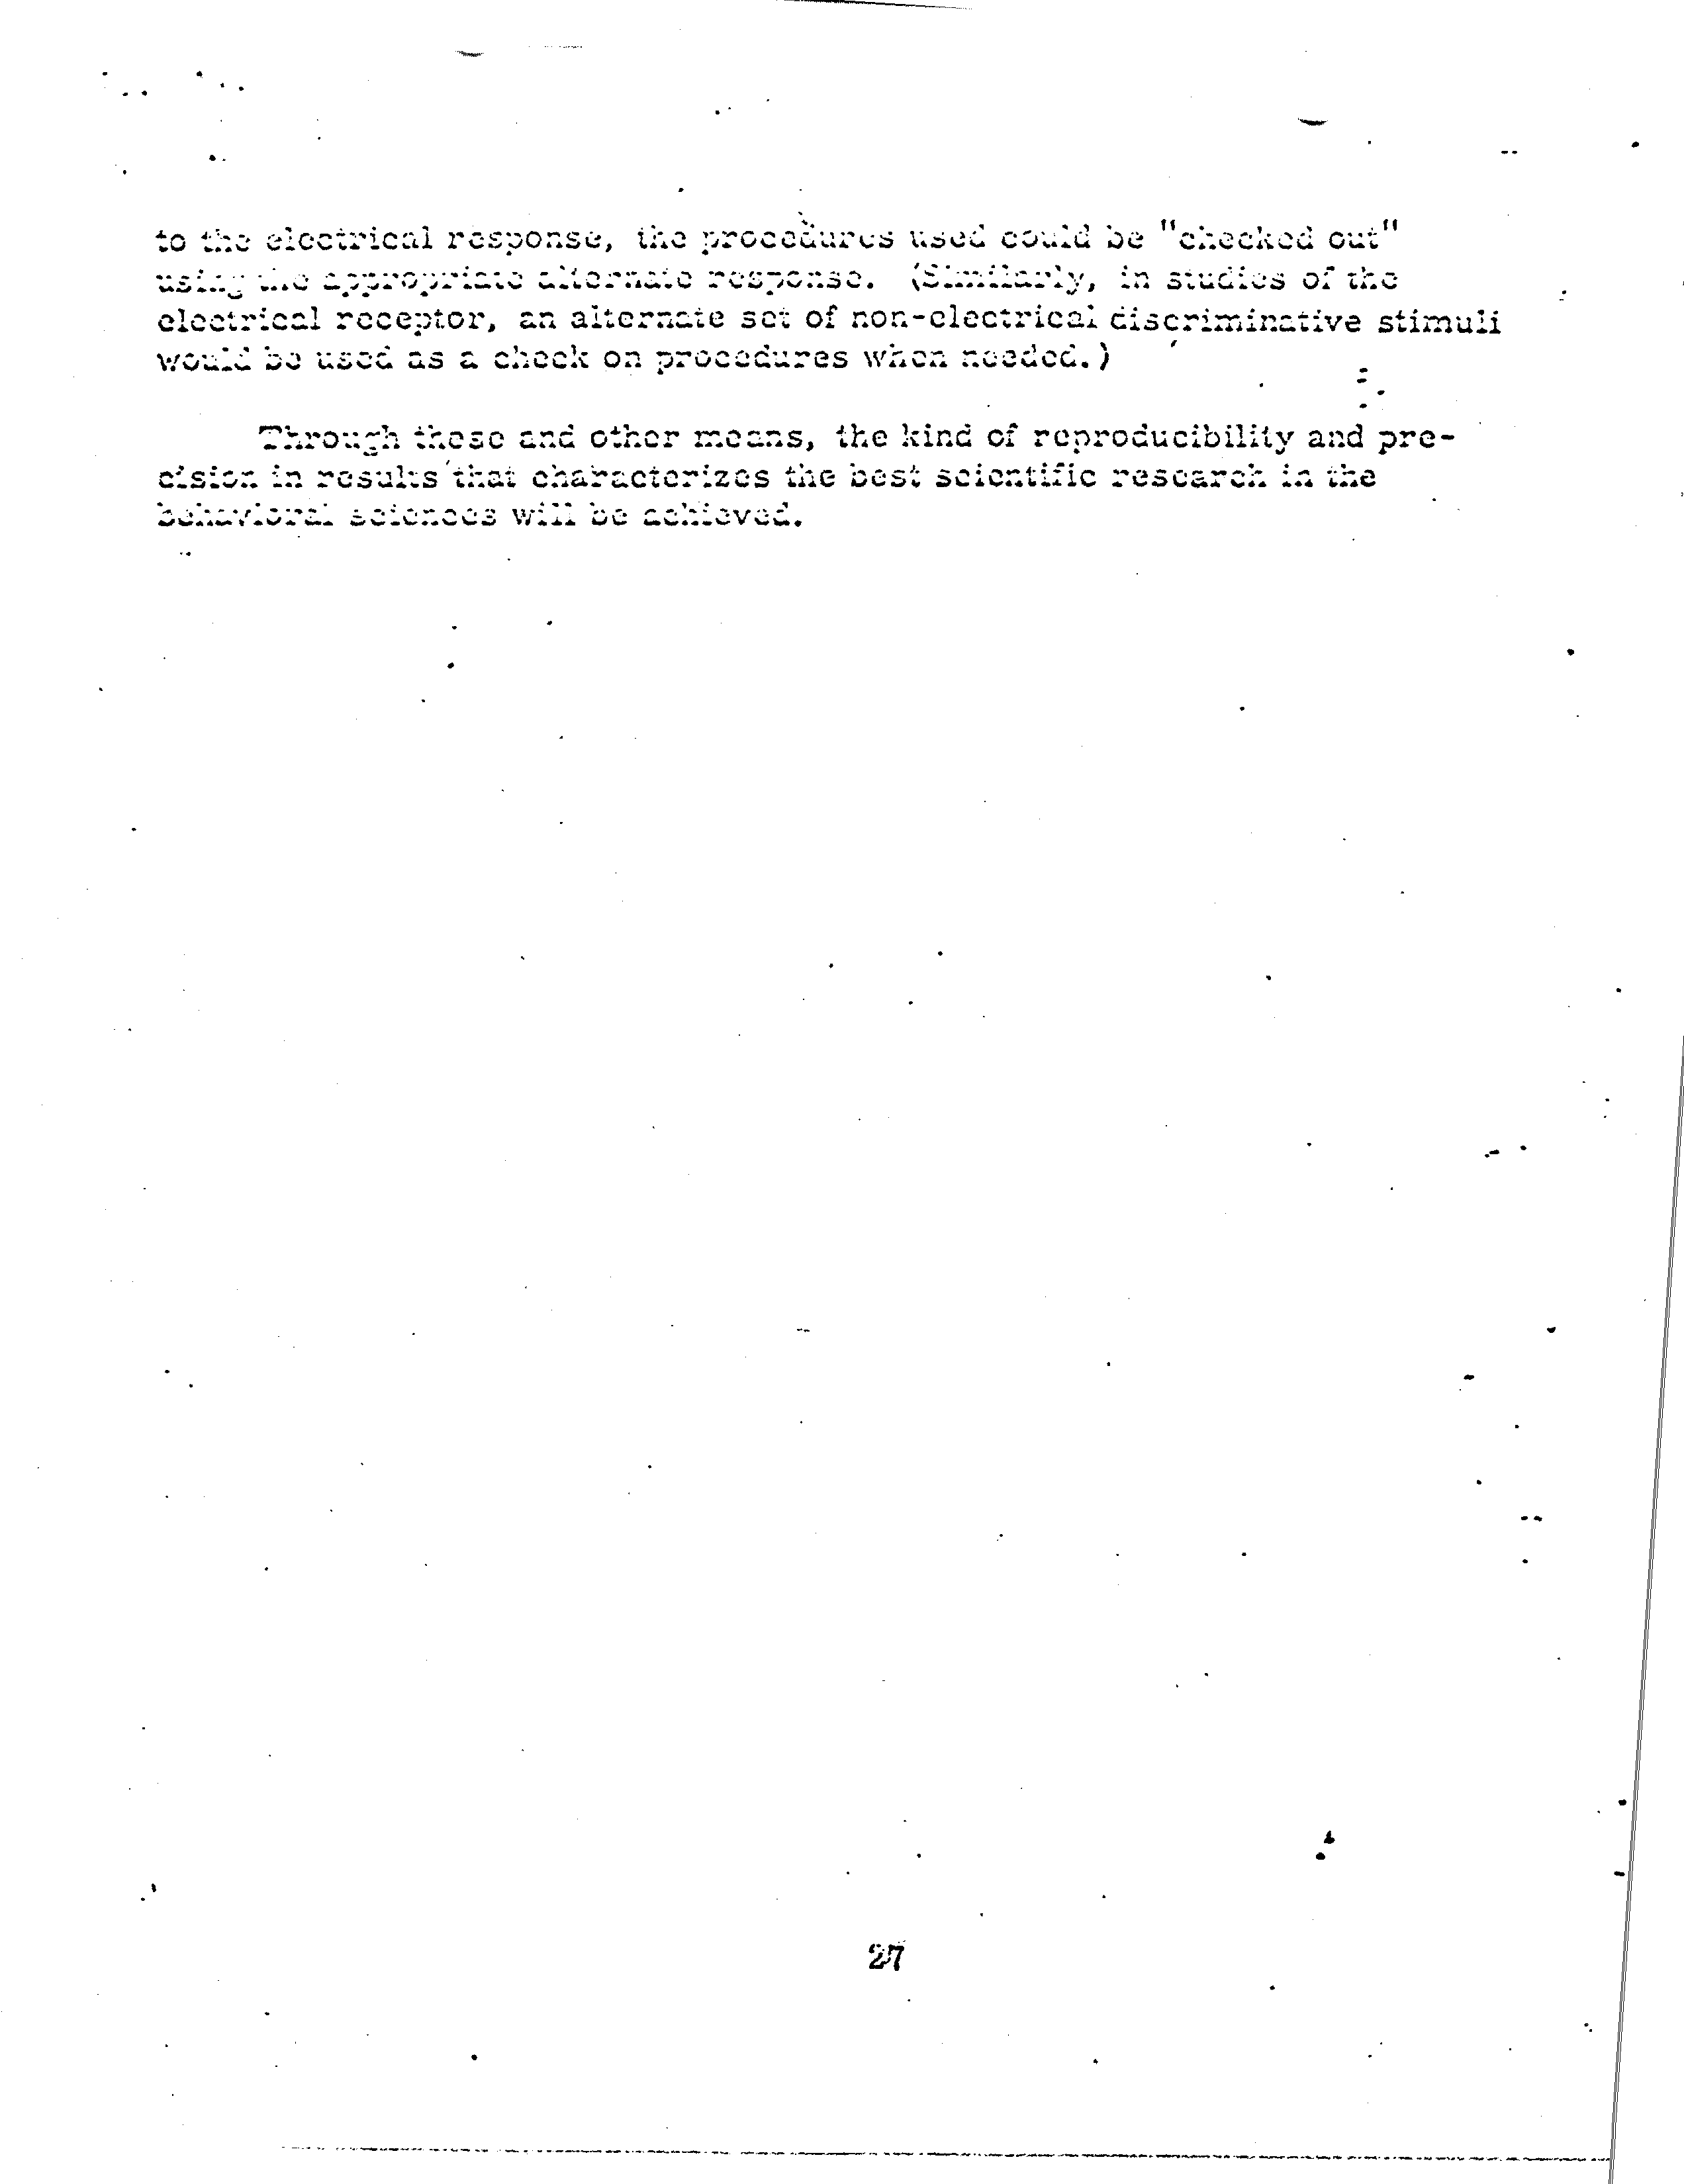 to the electrical response, the procedures used could be "checked out"
using the appropriate alternate response. (Similarly, in studies of the
electrical receptor, an alternate set of non-electrical discriminative stimuli
would be used as a check on procedures when needed.)
Through these and other means, the kind of reproducibility and pre-
cision in results that characterizes the best scientific research in the
behavioral sciences will be achieved.
27